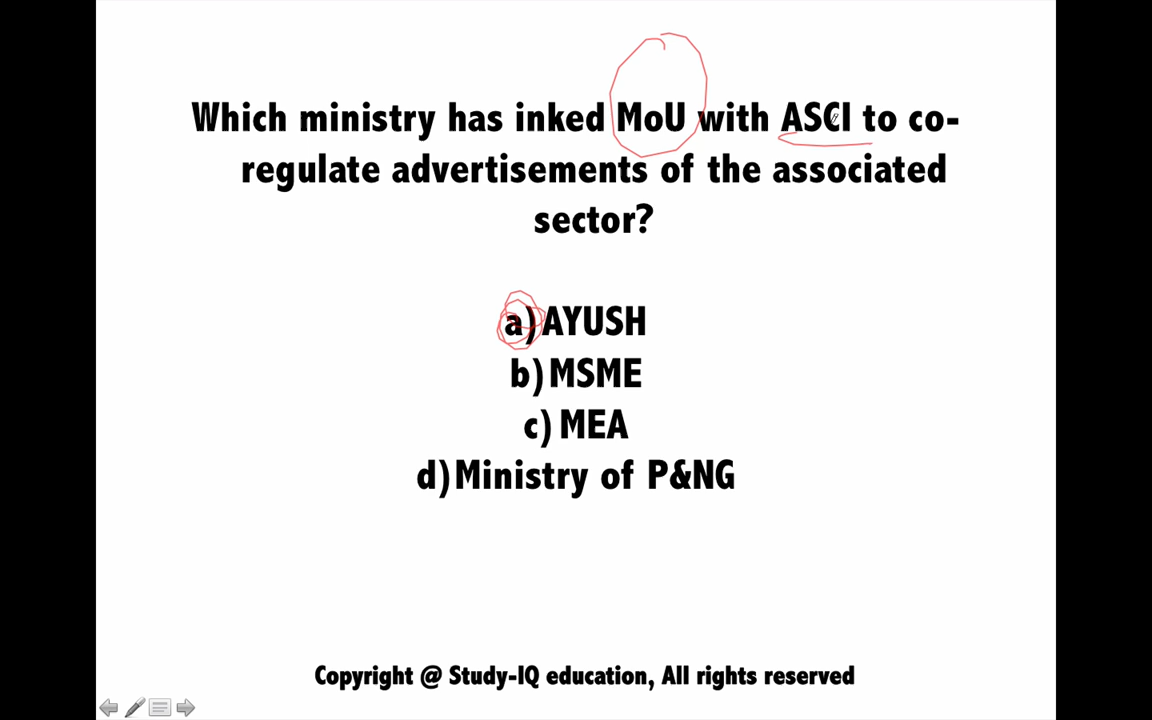 Which ministry has inked MoU with ASCI to co-
regulate advertisements of the associated
sector?
a) AYUSH
b) MSME
c) MEA
d) Ministry of P&NG
Copyright @ Study-IQ education, All rights reserved